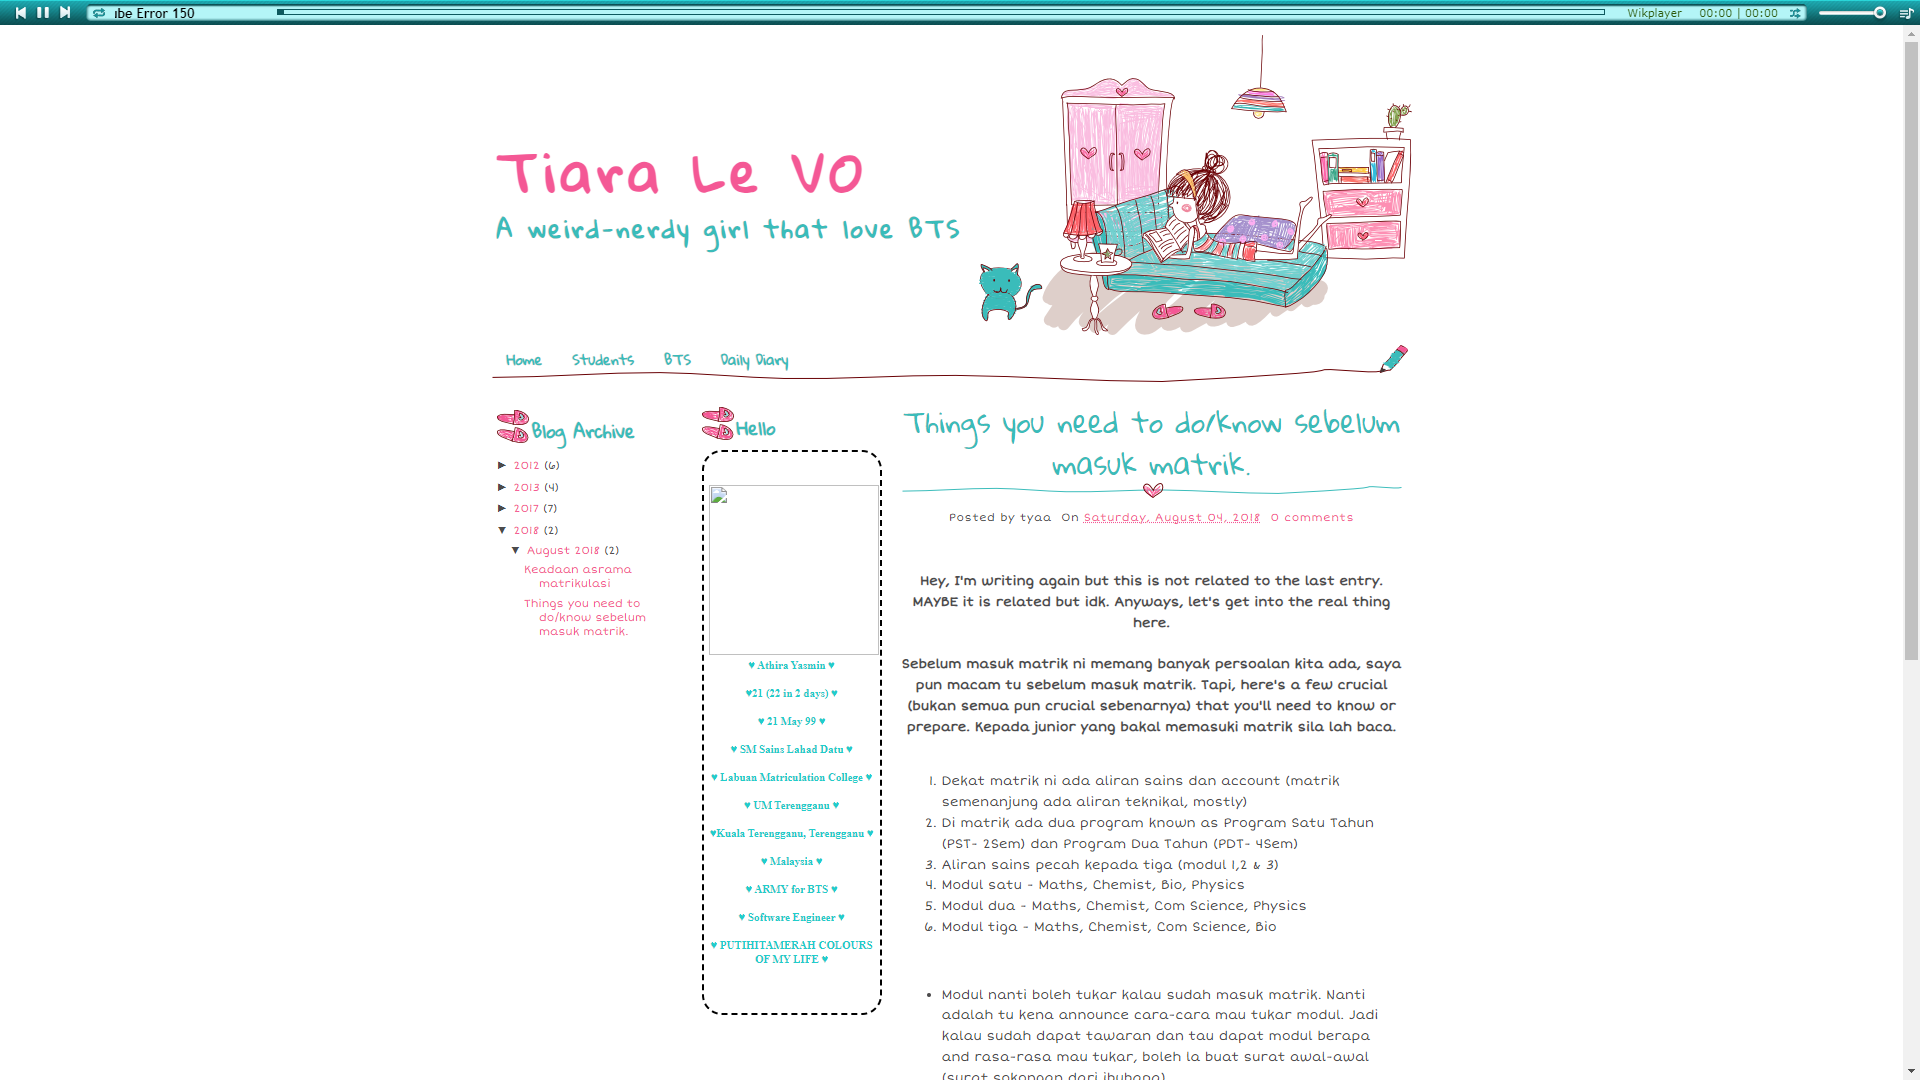 ube Error 150
Wikplayer
00:00 | 00:00
Tiara Le VO
A weird-nerdy girl that love BTS
Home
Students
BTS
Daily Diary
Blog Archive
► 2012 (6)
► 2013 (4)
► 2017 (7)
▼ 2018 (2)
▼ August 2018 (2)
Keadaan asrama
matrikulasi
Things you need to
do/know sebelum
masuk matrik.
Hello
♥ Athira Yasmin ♥
♥21 (22 in 2 days) ♥
♥ 21 May 99 ♥
♥ SM Sains Lahad Datu ♥
♥ Labuan Matriculation College ♥
♥ UM Terengganu ♥
♥Kuala Terengganu, Terengganu ♥
♥ Malaysia ♥
♥ ARMY for BTS ♥
♥ Software Engineer ♥
♥ PUTIHITAMERAH COLOURS
OF MY LIFE ♥
Things you need to do/know sebelum
masuk matrik.
Posted by tyaa On Saturday, August 04, 2018 0 comments
Hey, I'm writing again but this is not related to the last entry.
MAYBE it is related but idk. Anyways, let's get into the real thing
here.
Sebelum masuk matrik ni memang banyak persoalan kita ada, saya
pun macam tu sebelum masuk matrik. Tapi, here's a few crucial
(bukan semua pun crucial sebenarnya) that you'll need to know or
prepare. Kepada junior yang bakal memasuki matrik sila lah baca.
1. Dekat matrik ni ada aliran sains dan account (matrik
semenanjung ada aliran teknikal, mostly)
2. Di matrik ada dua program known as Program Satu Tahun
(PST- 2Sem) dan Program Dua Tahun (PDT- 4Sem)
3. Aliran sains pecah kepada tiga (modul 1,2 & 3)
4. Modul satu - Maths, Chemist, Bio, Physics
5. Modul dua - Maths, Chemist, Com Science, Physics
6. Modul tiga - Maths, Chemist, Com Science, Bio
• Modul nanti boleh tukar kalau sudah masuk matrik. Nanti
adalah tu kena announce cara-cara mau tukar modul. Jadi
kalau sudah dapat tawaran dan tau dapat modul berapa
and rasa-rasa mau tukar, boleh la buat surat awal-awal
(surat sokongan dari ibubapa)